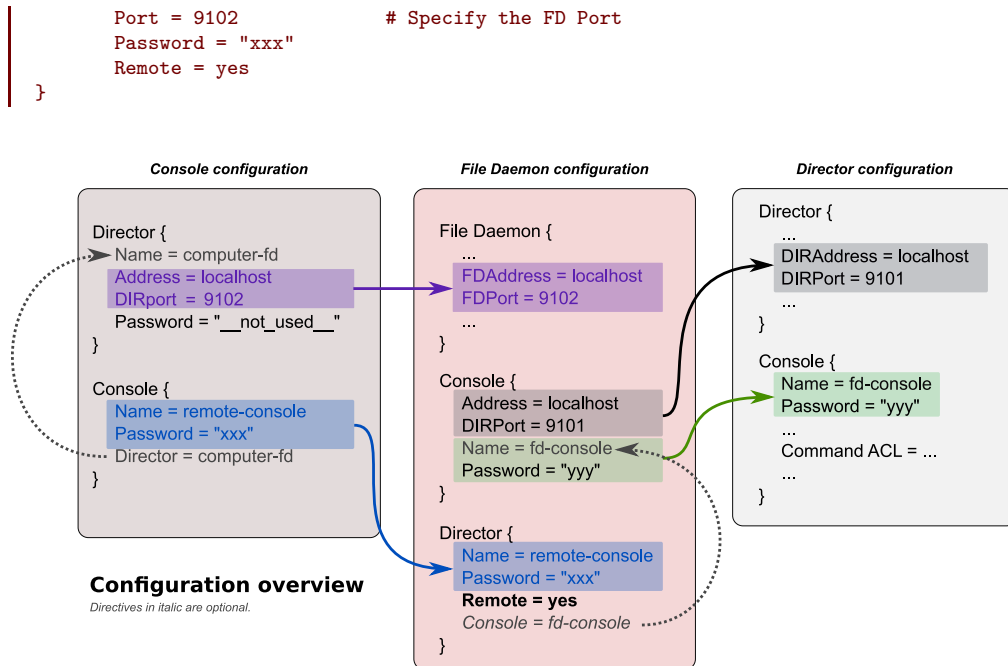 Port = 9102 # Specify the FD Port
Password = "xxx"
Remote = yes
}
Console configuration
Director {
Name = computer-fd
Address = localhost
DIRport = 9102
Password = "__not_used__"
}
Console {
Name = remote-console
Password = "xxx"
Director = computer-fd
}
Configuration overview
Directives in italic are optional.
File Daemon configuration
File Daemon {
...
FDAddress = localhost
FDPort = 9102
...
}
Console {
Address = localhost
DIRPort = 9101
Name = fd-console
Password = "yyy"
}
Director {
Name = remote-console
Password = "xxx"
Remote = yes
Console = fd-console
}
Director configuration
Director {
...
DIRAddress = localhost
DIRPort = 9101
...
}
Console {
Name = fd-console
Password = "yyy"
...
Command ACL = ...
...
}